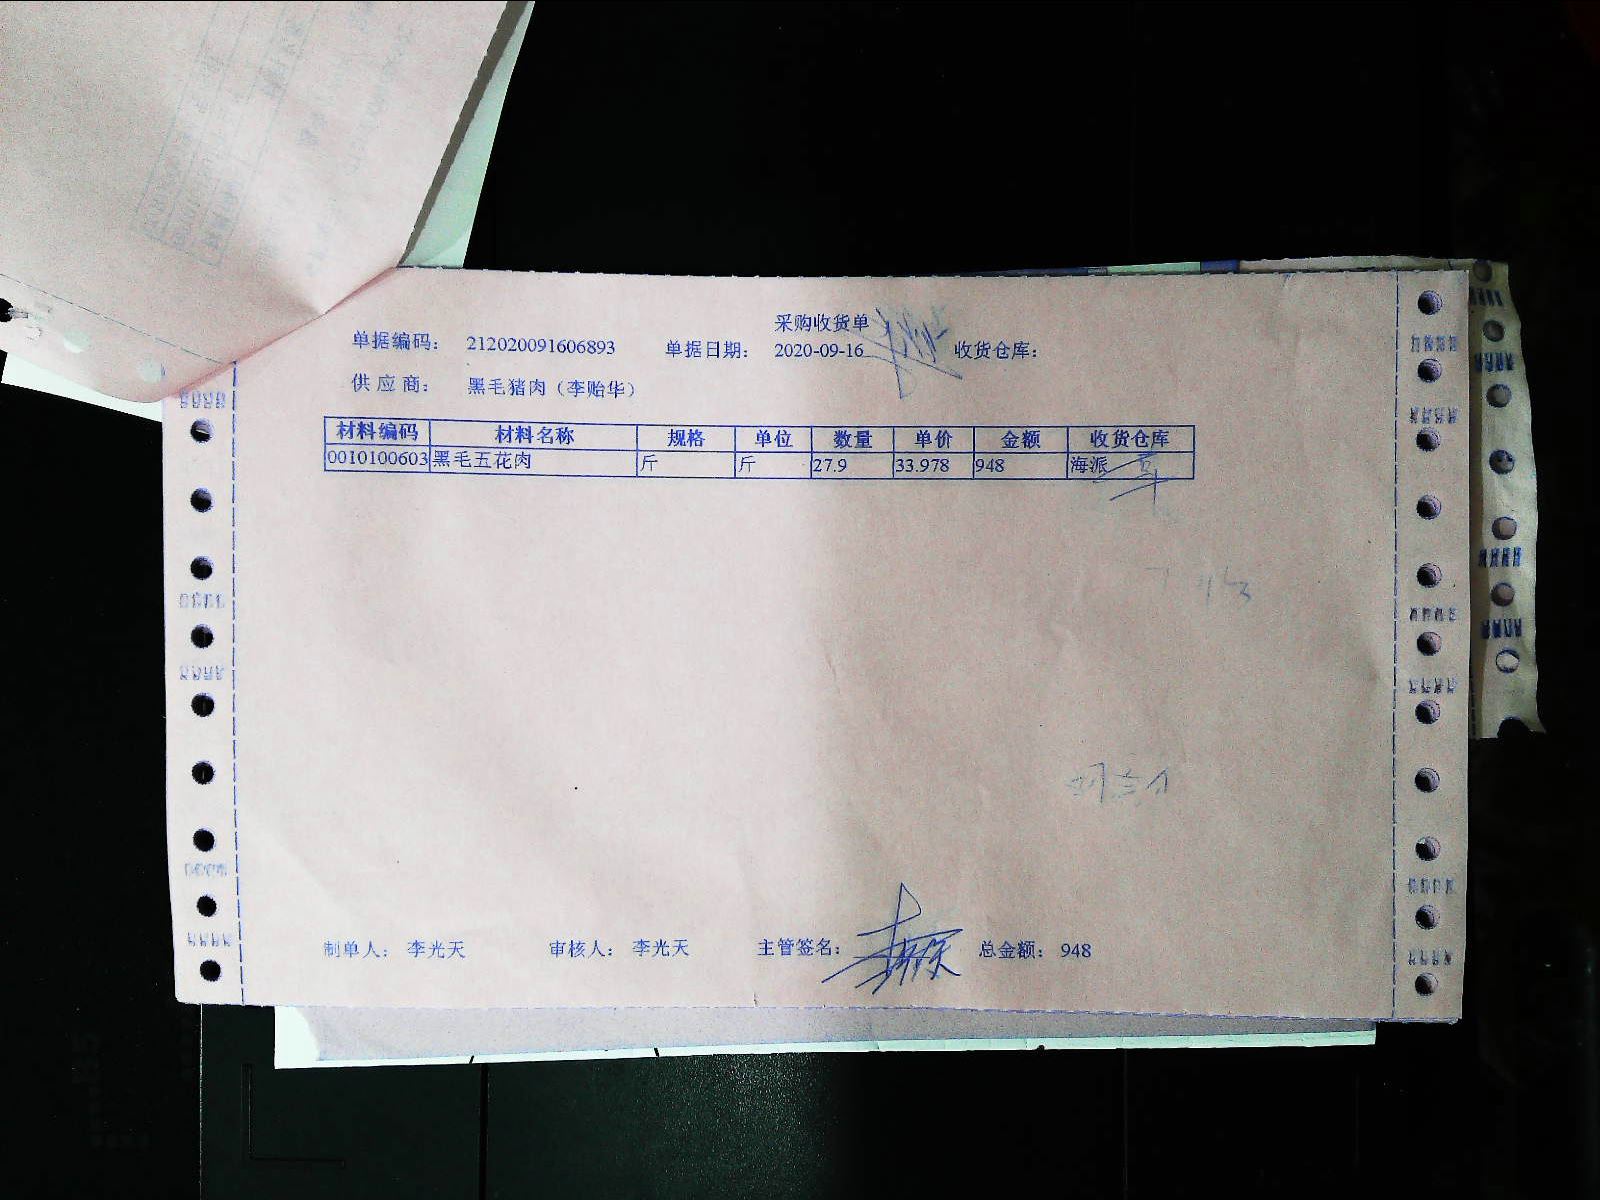 采购收货单
单据编码: 212020091606893 单据日期: 2020-09-16 收货仓库:
供应商: 黑毛猪肉（李贻华）
材料编码 材料名称 规格 单位 数量 单价 金额 收货仓库
0010100603 黑毛五花肉 斤 斤 27.9 33.978 948 海派
制单人: 李光天 审核人: 李光天 主管签名: 总金额: 948